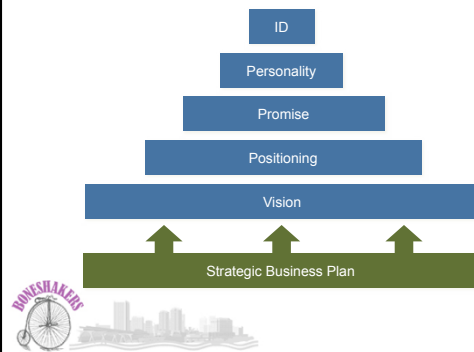 ID
Personality
Promise
Positioning
Vision
Strategic Business Plan
BONESHAKERS